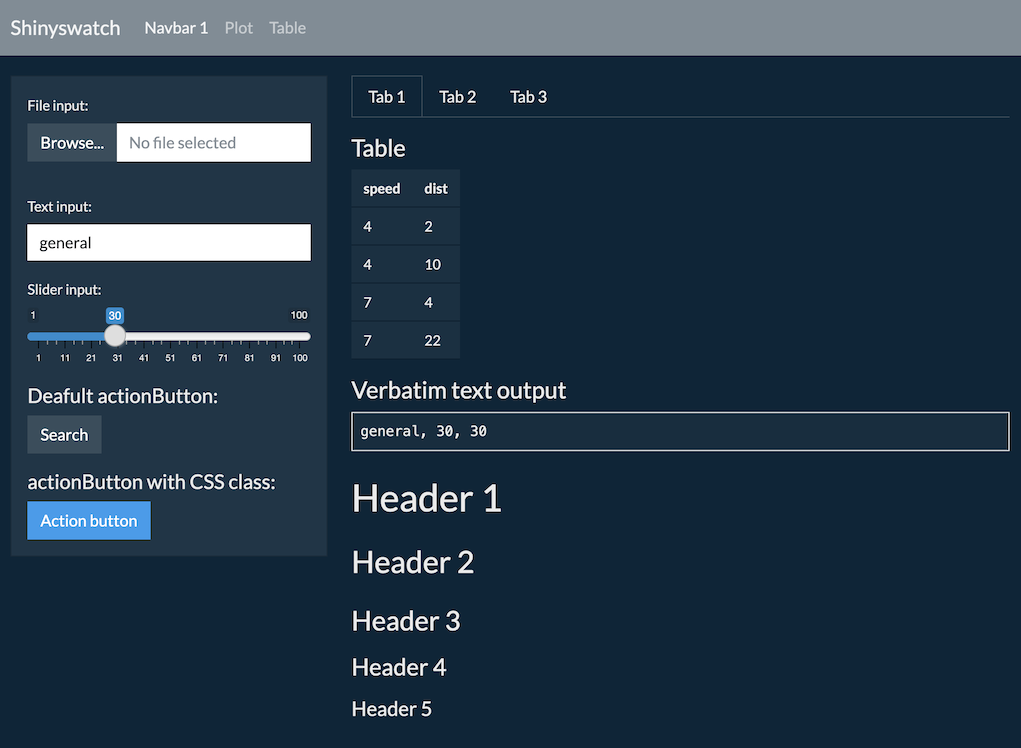 Shinyswatch Navbar 1 Plot Table
File input:
Browse... No file selected
Text input:
general
Slider input:
1 30 100
1 11 21 31 41 51 61 71 81 91 100
Deafult actionButton:
Search
actionButton with CSS class:
Action button
Tab 1 Tab 2 Tab 3
Table
speed dist
4 2
4 10
7 4
7 22
Verbatim text output
general, 30, 30
Header 1
Header 2
Header 3
Header 4
Header 5